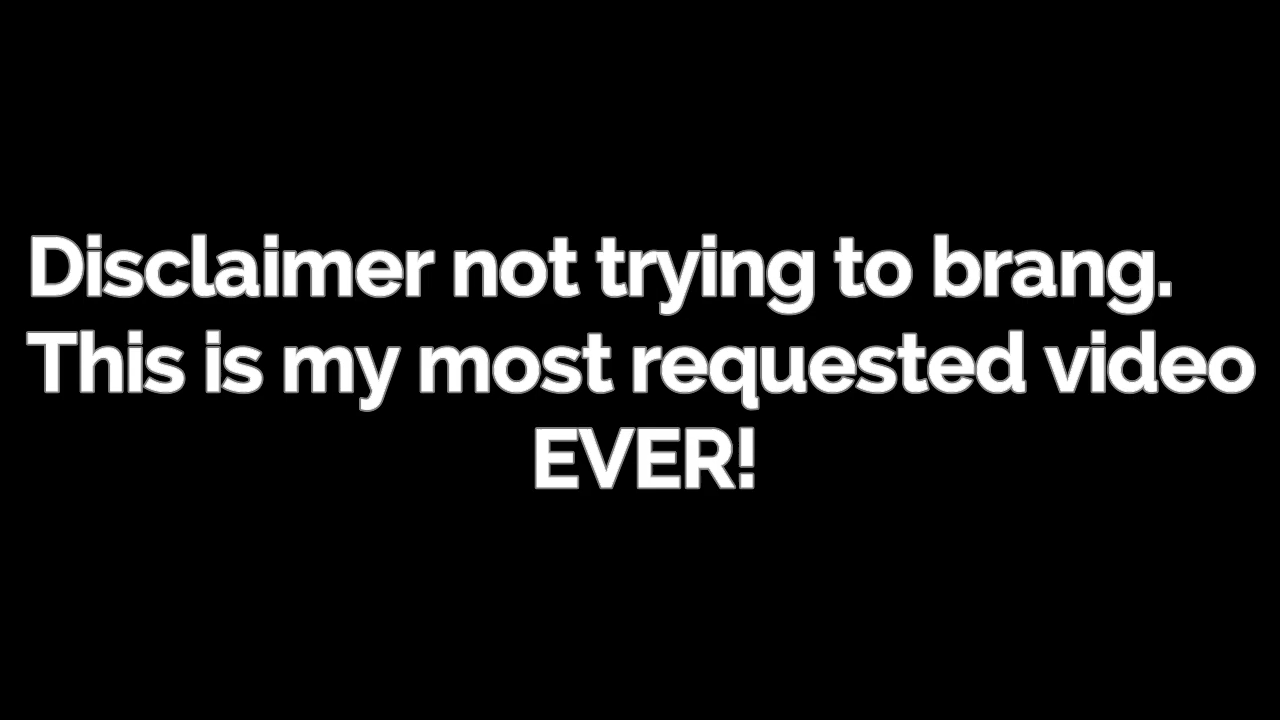 Disclaimer not trying to brang.
This is my most requested video
EVER!